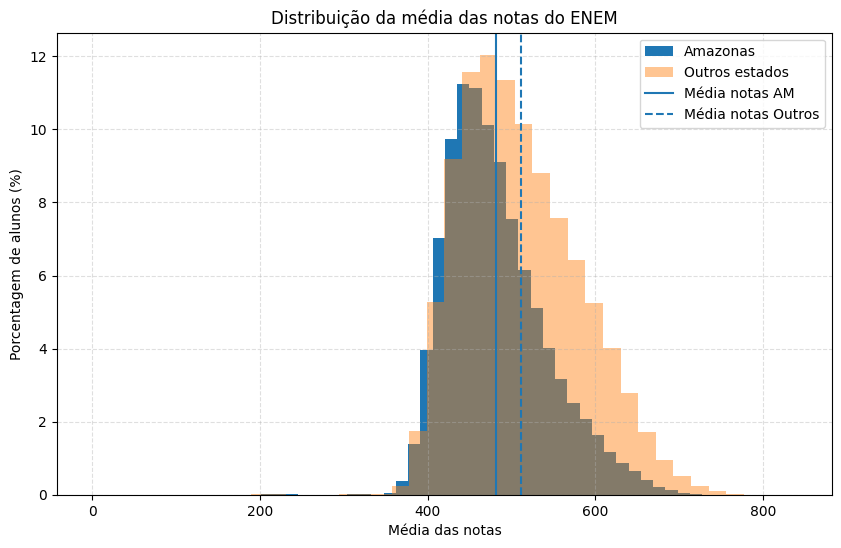 Distribuição da média das notas do ENEM
Amazonas
Outros estados
Média notas AM
Média notas Outros
Porcentagem de alunos (%)
12
10
8
6
4
2
0
0 200 400 600 800
Média das notas